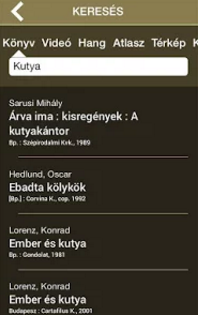 KERESÉS
Könyv Videó Hang Atlasz Térkép K
Kutya
Sarusi Mihály
Árva ima : kisregények : A
kutyakántor
Bp. : Szépirodalmi Kvk., 1989
Hedlund, Oscar
Ebadta kölykök
[Bp.] : Corvina K., cop. 1992
Lorenz, Konrad
Ember és kutya
Bp. : Gondolat, 1981
Lorenz, Konrad
Ember és kutya
Budapest : Cartafilus K., 2001